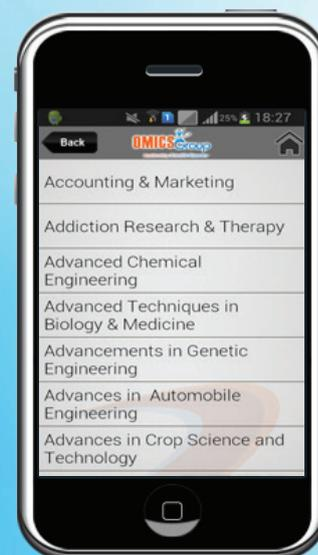 25% 18:27
Back OMICS Group
Accounting & Marketing
Addiction Research & Therapy
Advanced Chemical
Engineering
Advanced Techniques in
Biology & Medicine
Advancements in Genetic
Engineering
Advances in Automobile
Engineering
Advances in Crop Science and
Technology